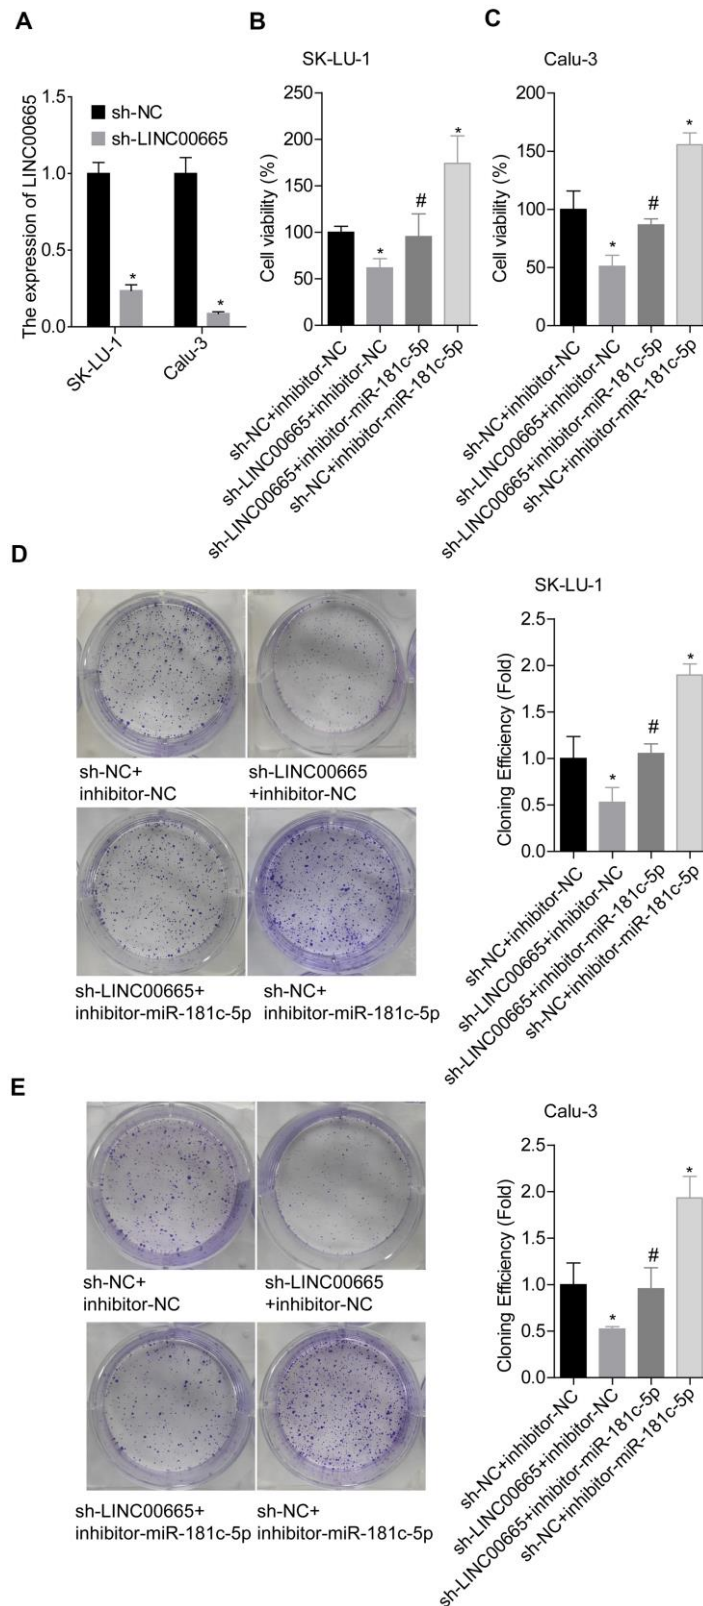 A
The expression of LINC00665
1.5
1.0
0.5
0.0
sh-NC
sh-LINC00665
*
*
SK-LU-1
Calu-3
B
SK-LU-1
Cell viability (%)
250
200
150
100
50
0
*
#
*
sh-NC+inhibitor-NC
sh-LINC00665+inhibitor-NC
sh-LINC00665+inhibitor-miR-181c-5p
sh-NC+inhibitor-miR-181c-5p
C
Calu-3
Cell viability (%)
200
150
100
50
0
*
#
*
sh-NC+inhibitor-NC
sh-LINC00665+inhibitor-NC
sh-LINC00665+inhibitor-miR-181c-5p
sh-NC+inhibitor-miR-181c-5p
D
sh-NC+
inhibitor-NC
sh-LINC00665
+inhibitor-NC
sh-LINC00665+
inhibitor-miR-181c-5p
sh-NC+
inhibitor-miR-181c-5p
SK-LU-1
Cloning Efficiency (Fold)
2.5
2.0
1.5
1.0
0.5
0.0
*
#
*
sh-NC+inhibitor-NC
sh-LINC00665+inhibitor-NC
sh-LINC00665+inhibitor-miR-181c-5p
sh-NC+inhibitor-miR-181c-5p
E
sh-NC+
inhibitor-NC
sh-LINC00665
+inhibitor-NC
sh-LINC00665+
inhibitor-miR-181c-5p
sh-NC+
inhibitor-miR-181c-5p
Calu-3
Cloning Efficiency (Fold)
2.5
2.0
1.5
1.0
0.5
0.0
*
#
*
sh-NC+inhibitor-NC
sh-LINC00665+inhibitor-NC
sh-LINC00665+inhibitor-miR-181c-5p
sh-NC+inhibitor-miR-181c-5p